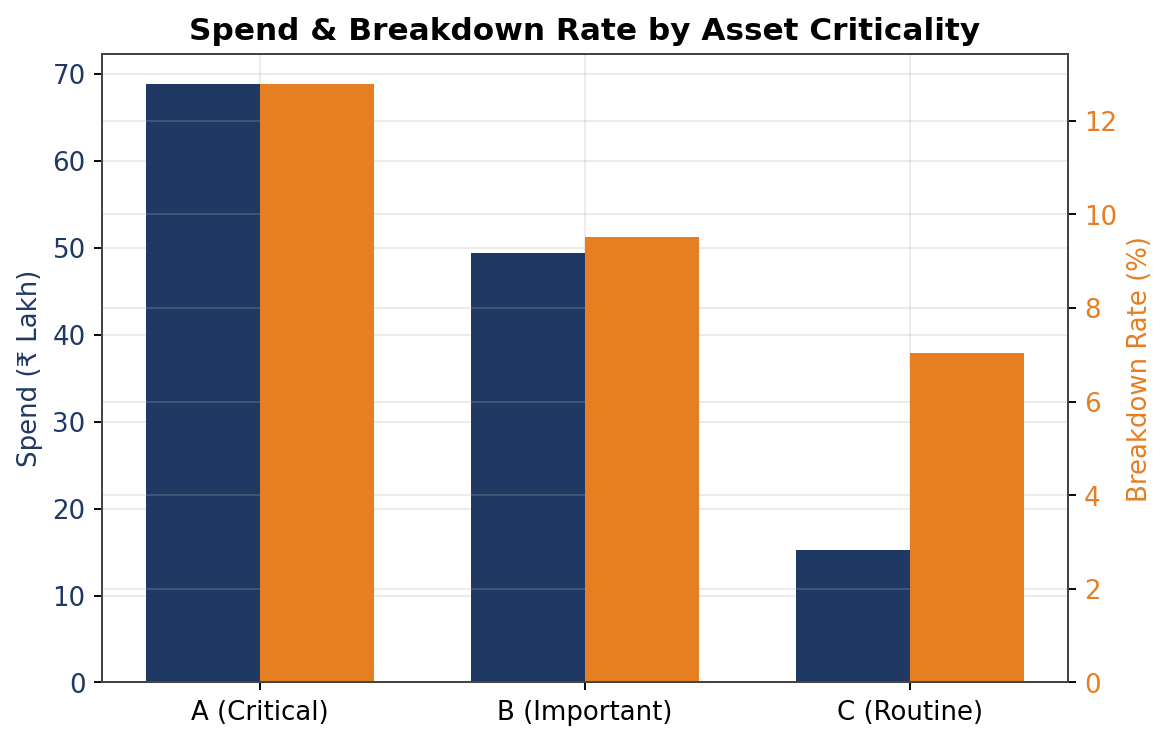 Spend & Breakdown Rate by Asset Criticality
Spend (₹ Lakh)
70
60
50
40
30
20
10
0
12
10
8
6
4
2
0
Breakdown Rate (%)
A (Critical)
B (Important)
C (Routine)